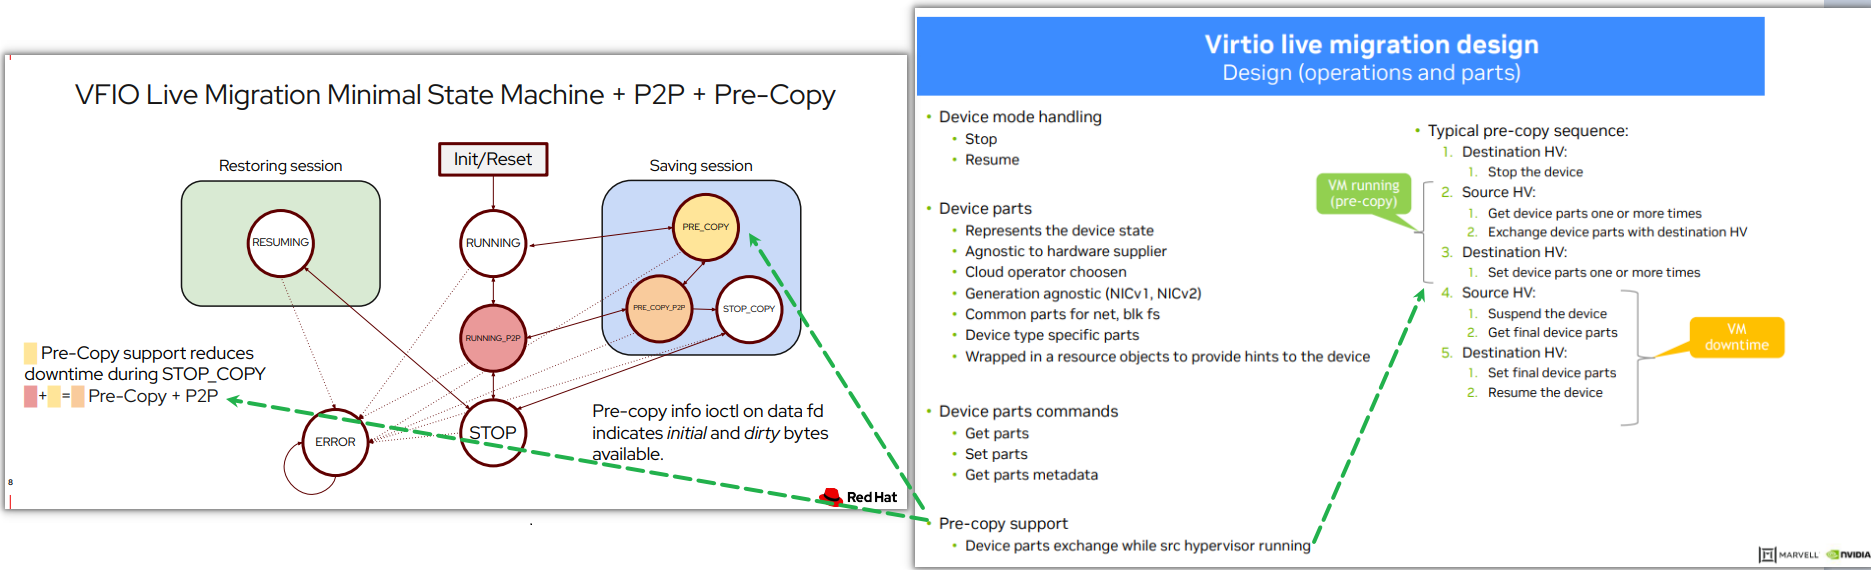 VFIO Live Migration Minimal State Machine + P2P + Pre-Copy
Restoring session
Init/Reset
Saving session
RESUMING
RUNNING
PRE_COPY
RUNNING_P2P
PRE_COPY_P2P
STOP_COPY
Pre-Copy support reduces
downtime during STOP_COPY
+ = Pre-Copy + P2P
ERROR
STOP
Pre-copy info ioctl on data fd
indicates initial and dirty bytes
available.
8
Red Hat
Virtio live migration design
Design (operations and parts)
• Device mode handling
• Stop
• Resume
• Device parts
• Represents the device state
• Agnostic to hardware supplier
• Cloud operator choosen
• Generation agnostic (NICv1, NICv2)
• Common parts for net, blk fs
• Device type specific parts
• Wrapped in a resource objects to provide hints to the device
• Device parts commands
• Get parts
• Set parts
• Get parts metadata
• Pre-copy support
• Device parts exchange while src hypervisor running
• Typical pre-copy sequence:
1. Destination HV:
1. Stop the device
2. Source HV:
1. Get device parts one or more times
2. Exchange device parts with destination HV
3. Destination HV:
1. Set device parts one or more times
4. Source HV:
1. Suspend the device
2. Get final device parts
5. Destination HV:
1. Set final device parts
2. Resume the device
VM running
(pre-copy)
VM
downtime
MARVELL
NVIDIA